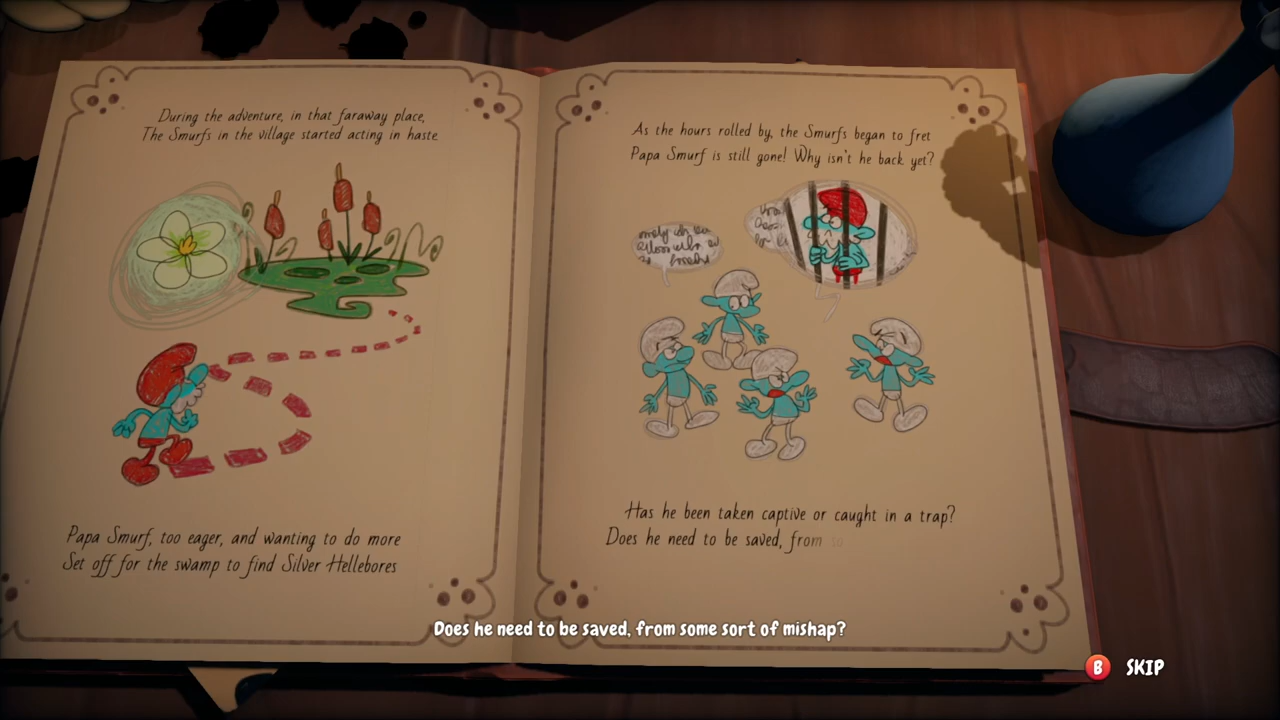 During the adventure, in that faraway place,
The Smurfs in the village started acting in haste
Papa Smurf, too eager, and wanting to do more
Set off for the swamp to find Silver Hellebores
As the hours rolled by, the Smurfs began to fret
Papa Smurf is still gone! Why isn't he back yet?
Has he been taken captive or caught in a trap?
Does he need to be saved, from so
Does he need to be saved, from some sort of mishap?
B SKIP